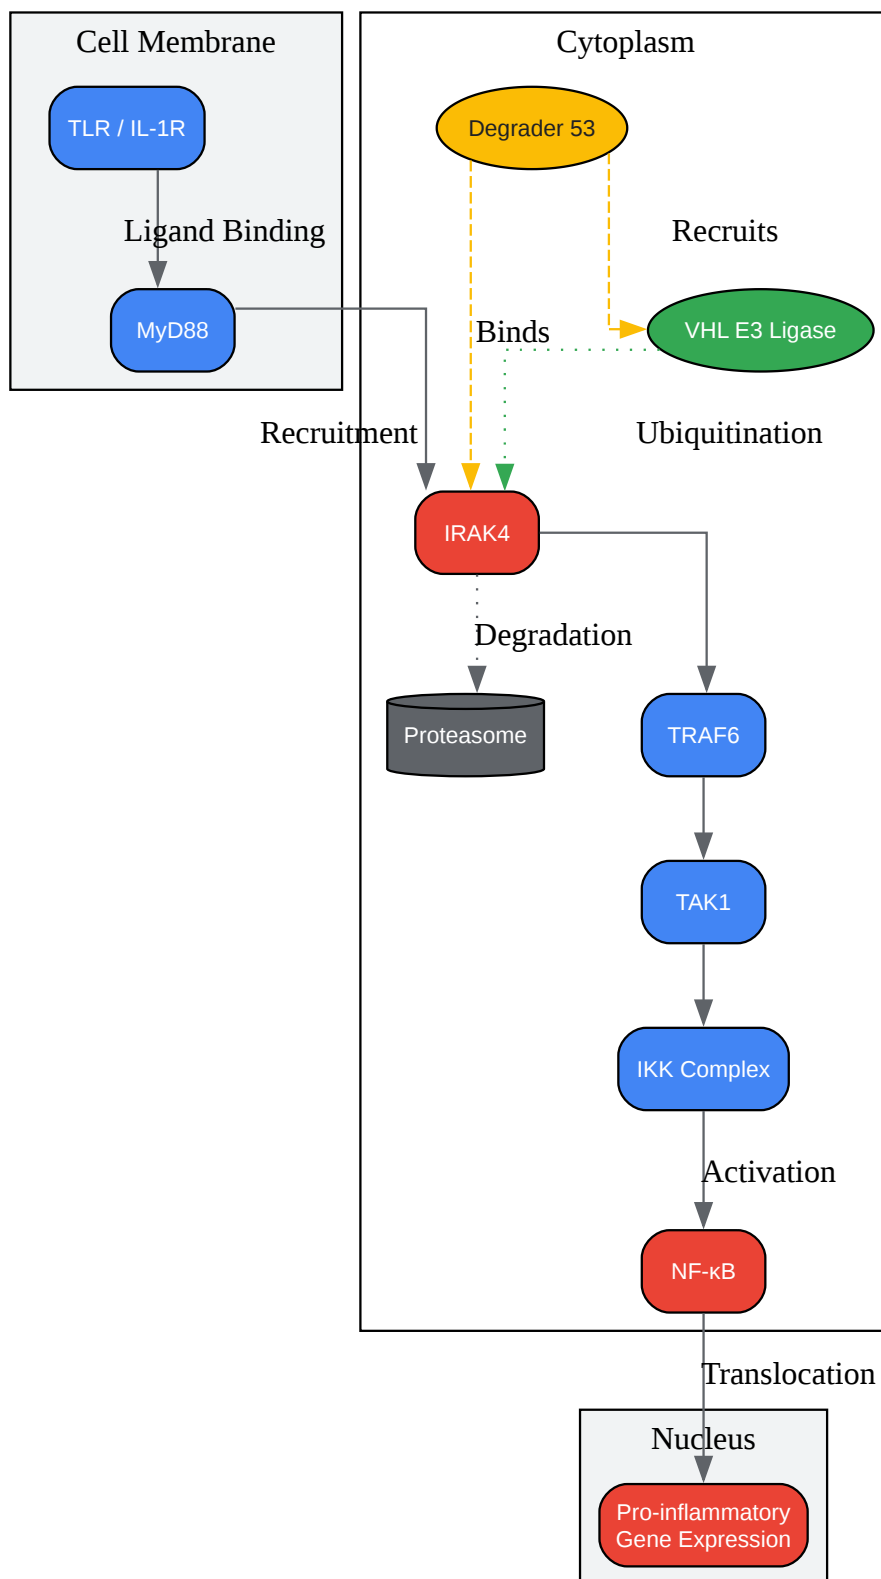 Cell Membrane
Cytoplasm
TLR / IL-1R
Degrader 53
Ligand Binding
Recruits
MyD88
Binds
VHL E3 Ligase
Recruitment
Ubiquitination
IRAK4
Degradation
Proteasome
TRAF6
TAK1
IKK Complex
Activation
NF-κB
Translocation
Nucleus
Pro-inflammatory
Gene Expression